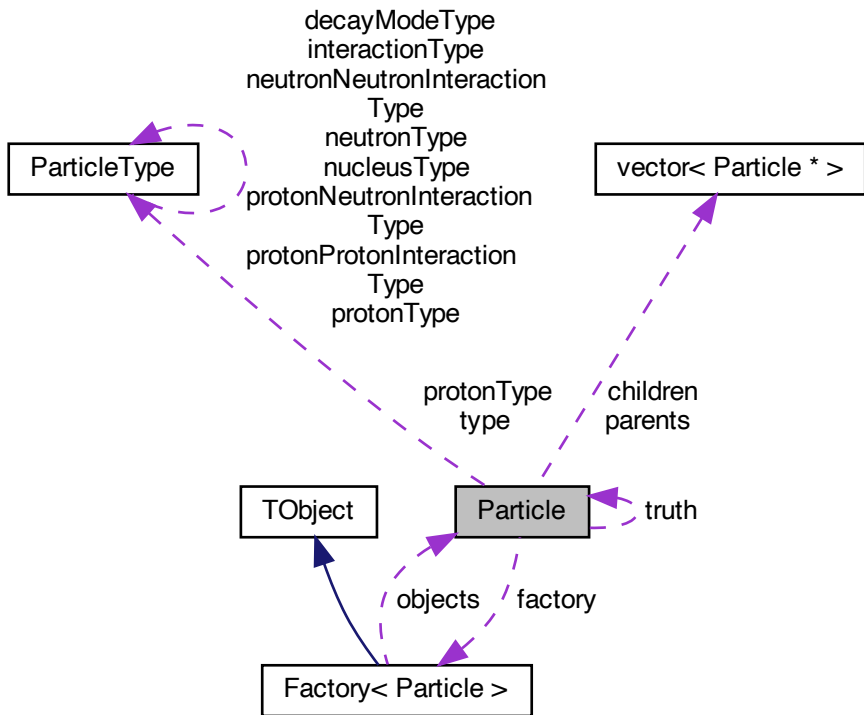 decayModeType
interactionType
neutronNeutronInteraction
Type
neutronType
nucleusType
protonNeutronInteraction
Type
protonProtonInteraction
Type
protonType
ParticleType
vector< Particle * >
protonType
type
children
parents
TObject
Particle
truth
objects
factory
Factory< Particle >